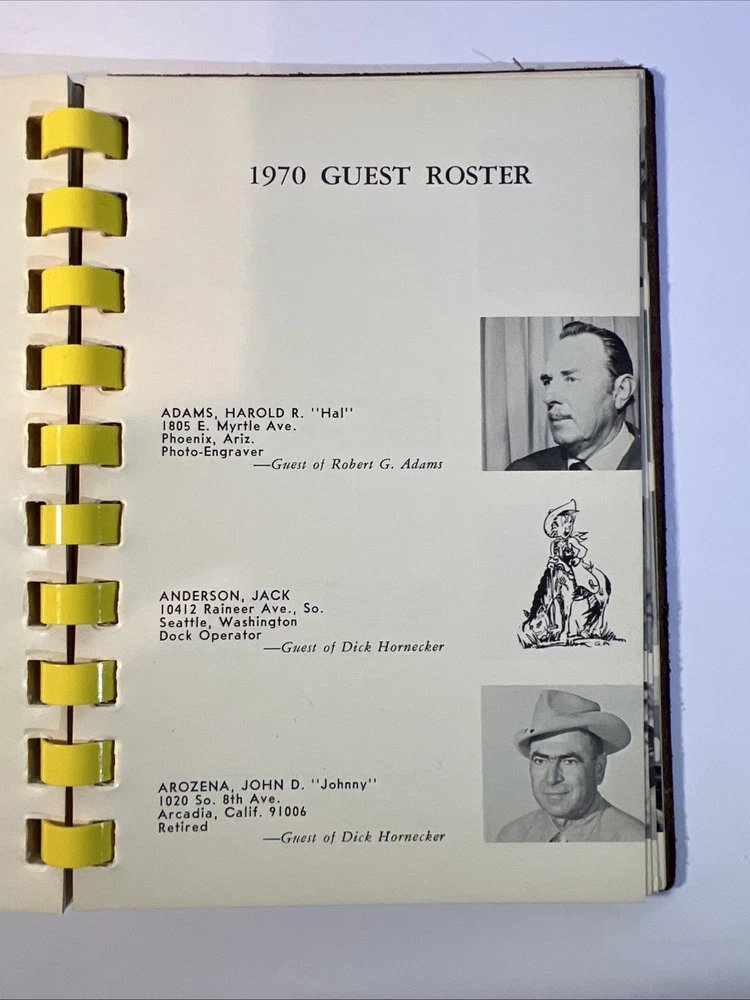 1970 GUEST ROSTER
ADAMS, HAROLD R. "Hal"
1805 E. Myrtle Ave.
Phoenix, Ariz.
Photo-Engraver
—Guest of Robert G. Adams
ANDERSON, JACK
10412 Raineer Ave., So.
Seattle, Washington
Dock Operator
—Guest of Dick Hornecker
AROZENA, JOHN D. "Johnny"
1020 So. 8th Ave.
Arcadia, Calif. 91006
Retired
—Guest of Dick Hornecker